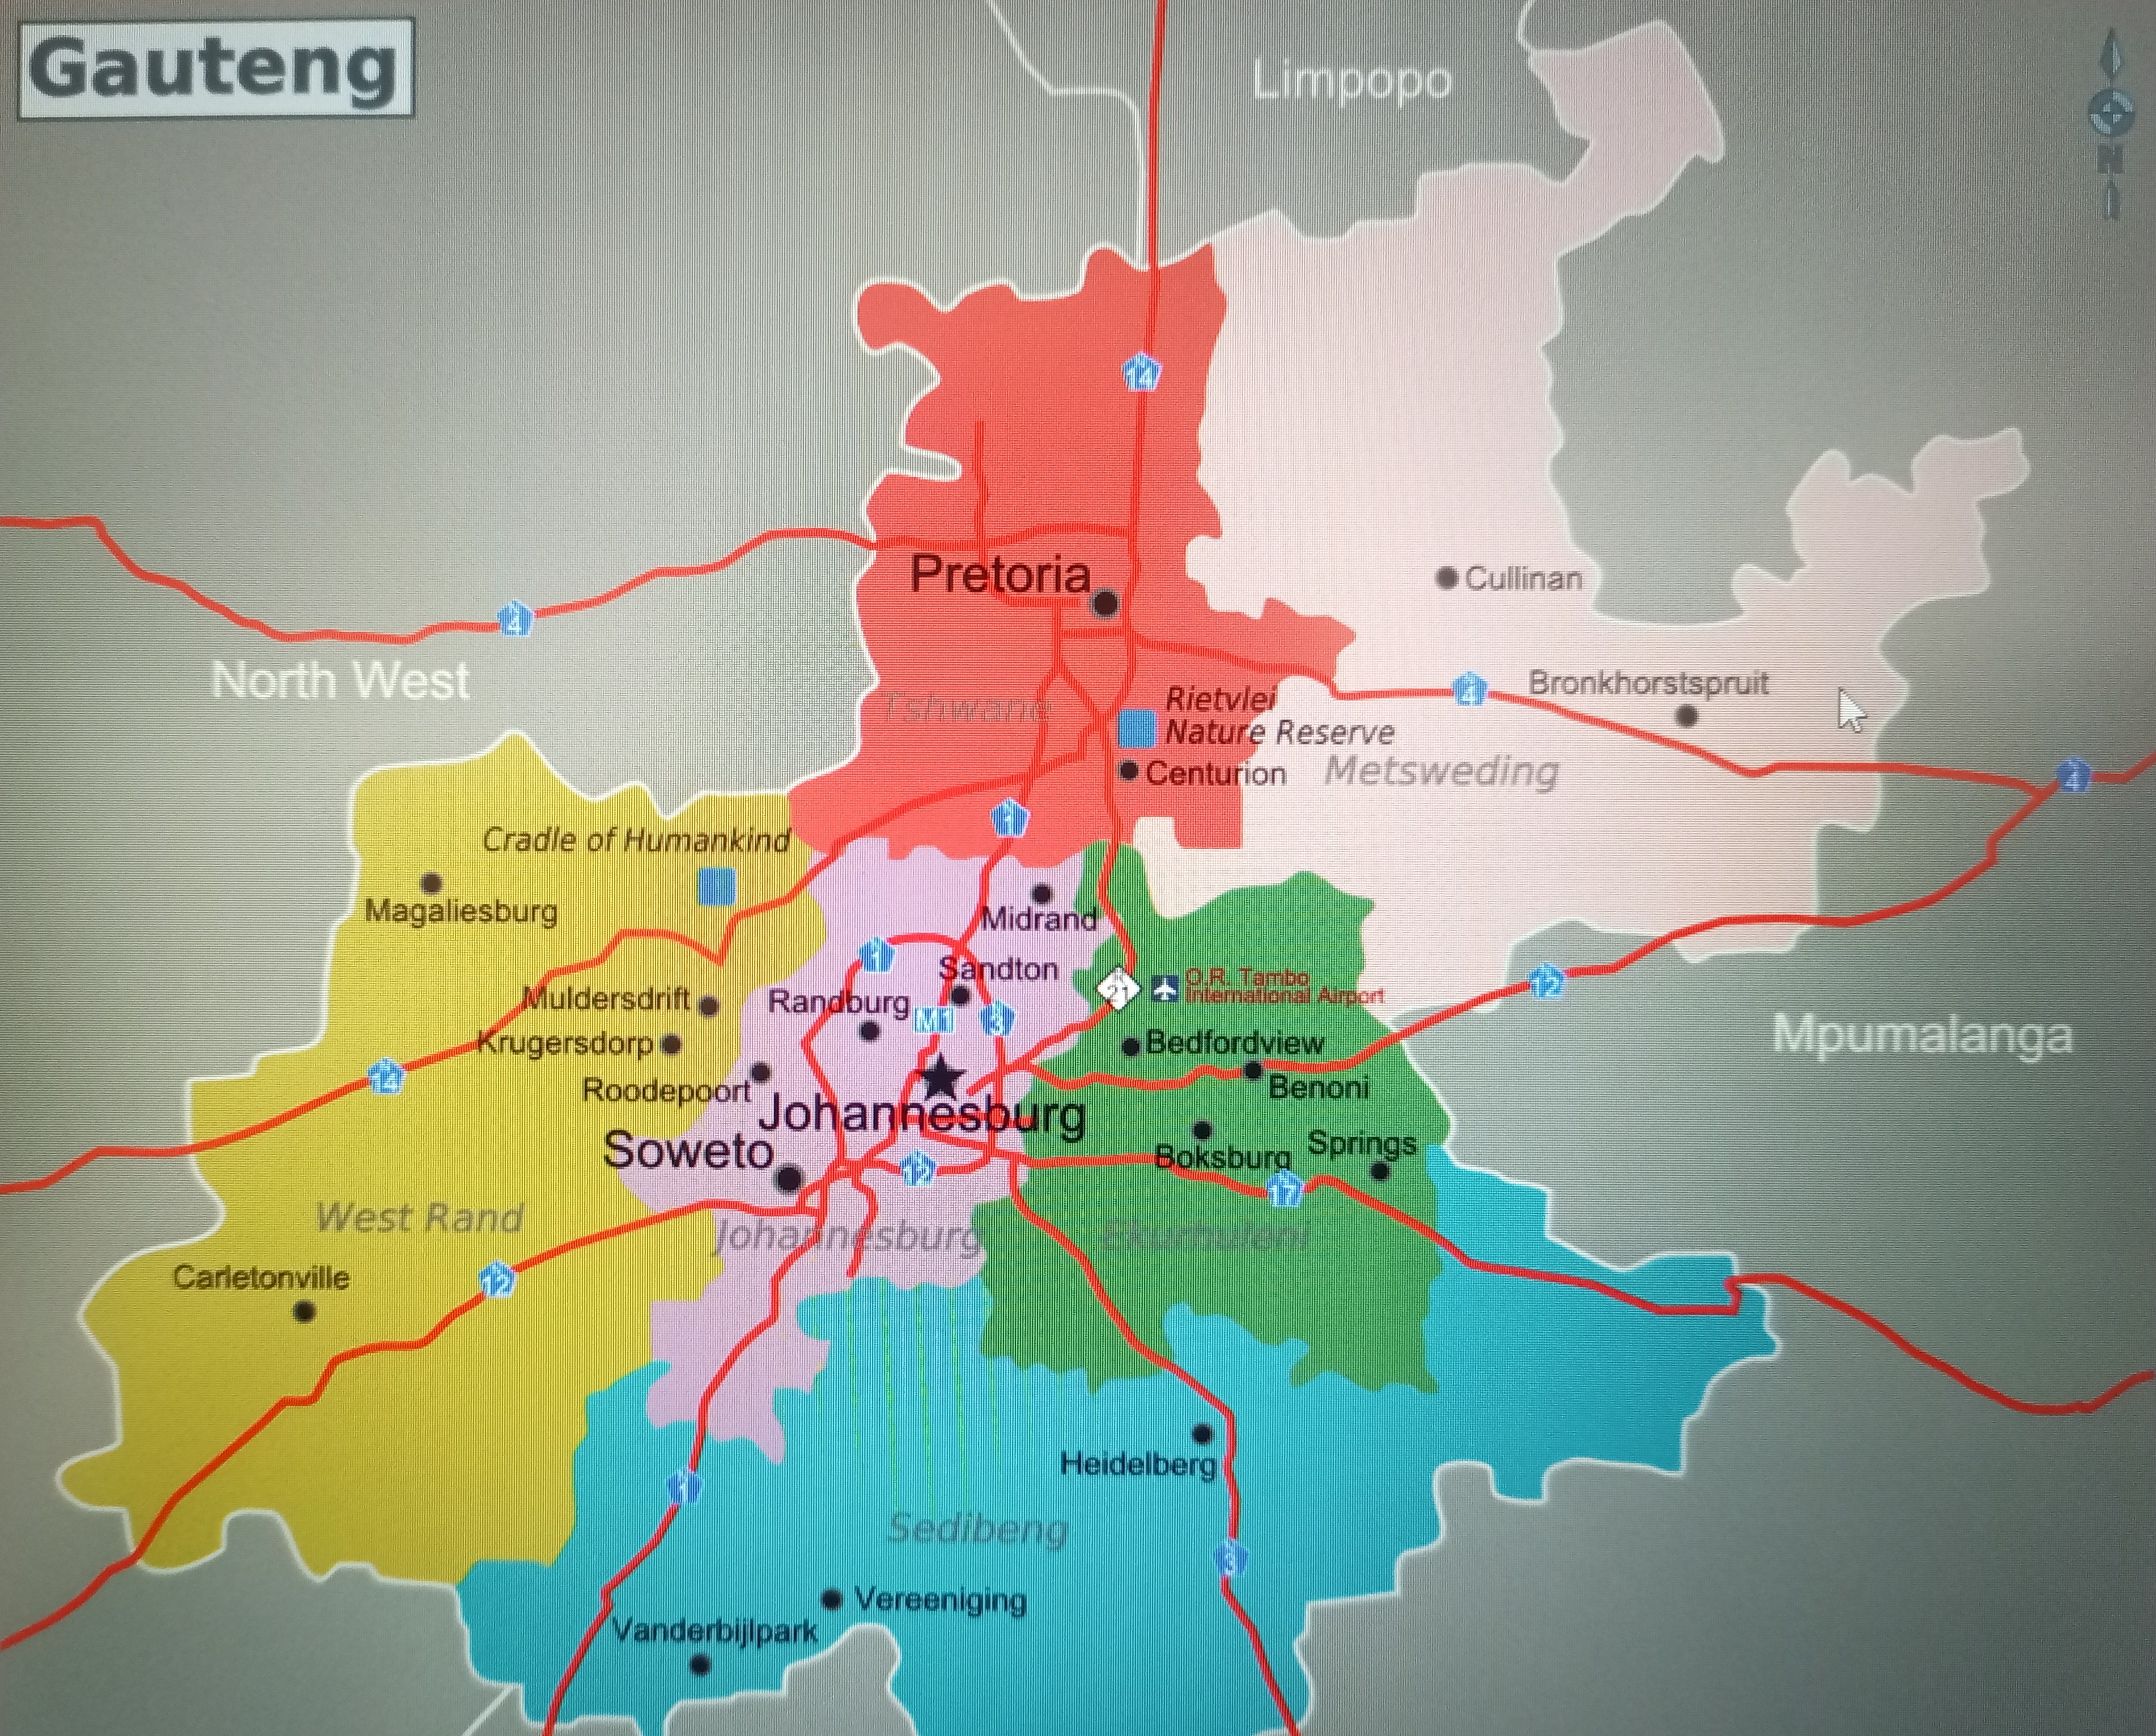 Gauteng
Limpopo
N
N
14
Pretoria
Cullinan
N
4
North West
Tshwane
Rietvlei
Nature Reserve
N
4
Bronkhorstspruit
Centurion
Metsweding
4
N
1
Cradle of Humankind
Magaliesburg
Midrand
N
1
Sandton
21
O.R. Tambo
International Airport
N
12
Muldersdrift
Randburg
M1
N
3
Krugersdorp
Bedfordview
Mpumalanga
N
14
Roodepoort
Benoni
Johannesburg
Soweto
Boksburg
Springs
N
12
N
17
West Rand
Johannesburg
Ekurhuleni
Carletonville
N
12
Heidelberg
N
1
Sedibeng
N
3
Vereeniging
Vanderbijlpark